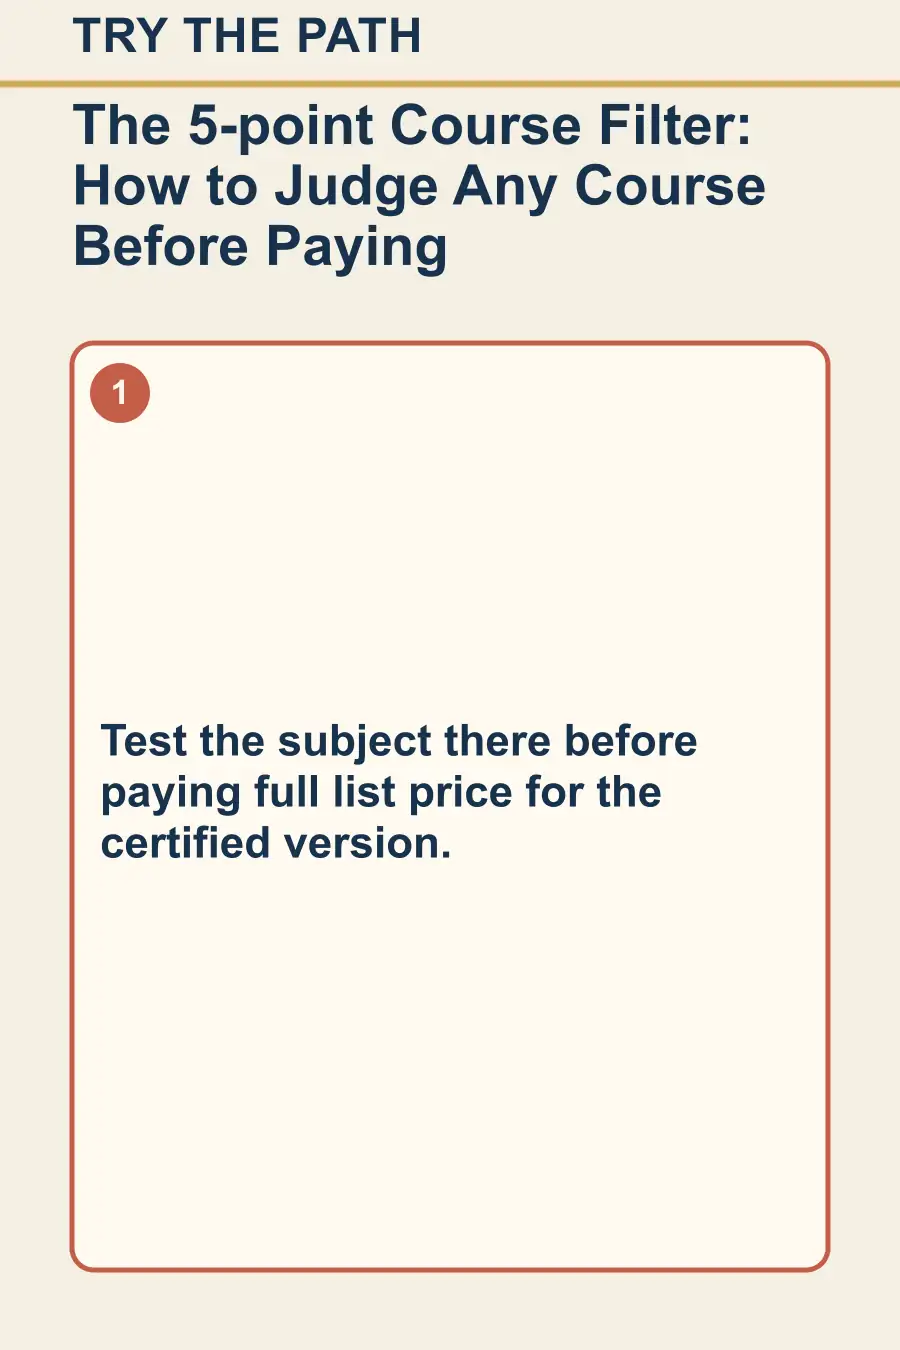 TRY THE PATH
The 5-point Course Filter:
How to Judge Any Course
Before Paying
1
Test the subject there before
paying full list price for the
certified version.